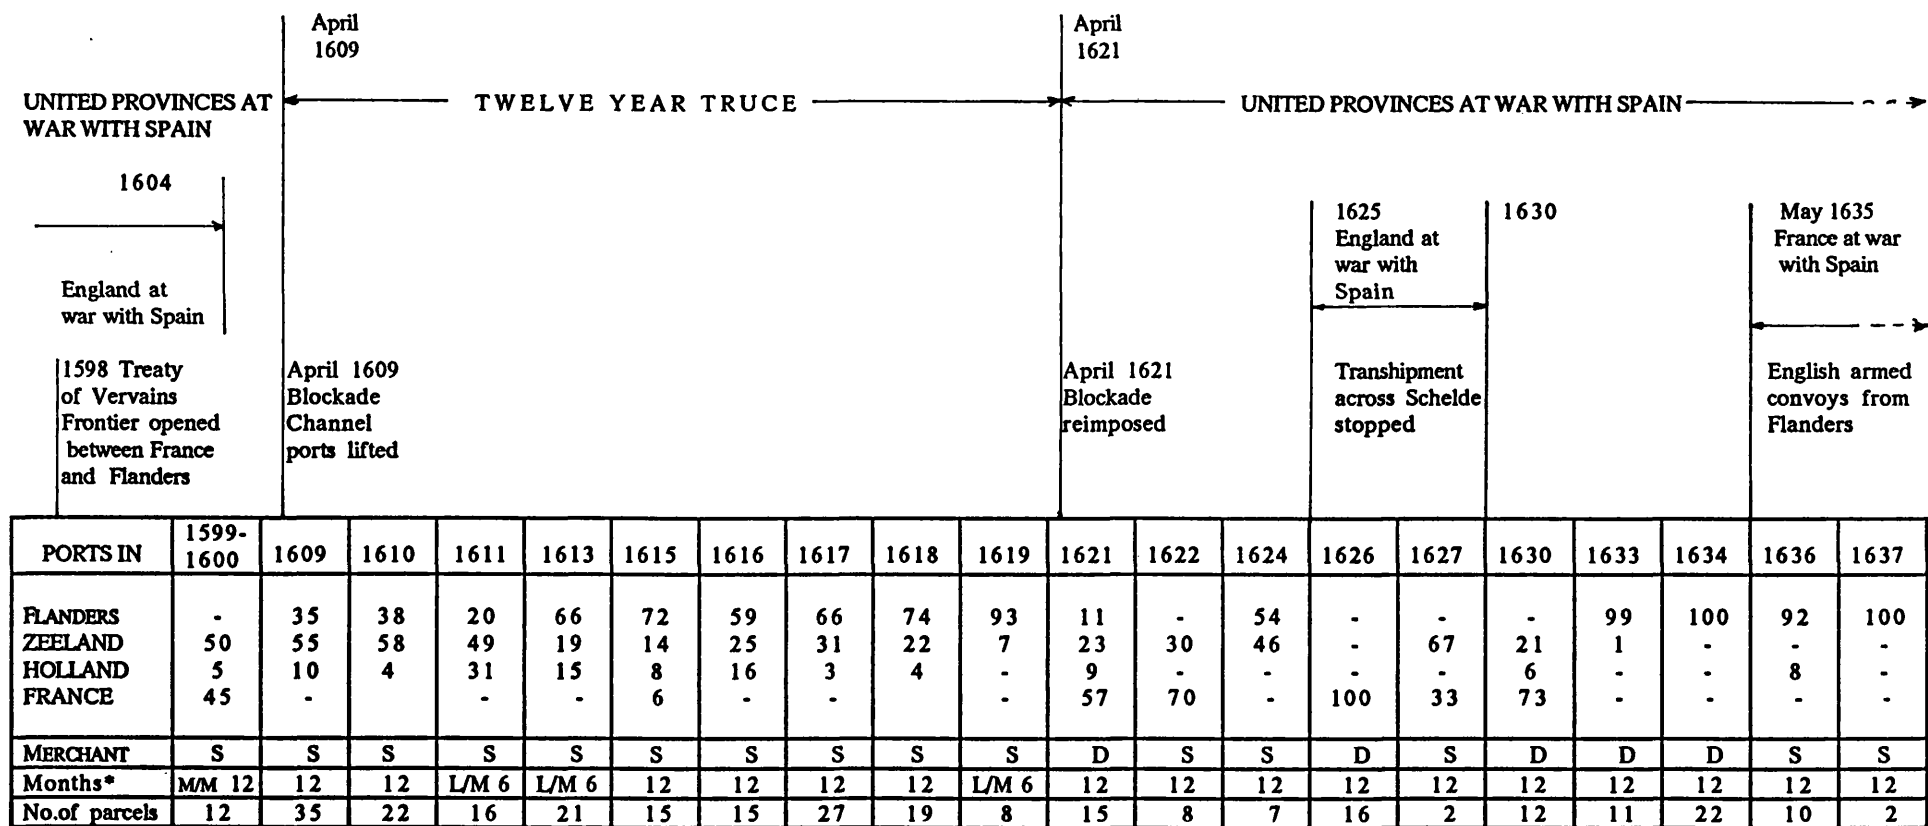 April
1609
April
1621
UNITED PROVINCES AT
WAR WITH SPAIN
TWELVE YEAR TRUCE
UNITED PROVINCES AT WAR WITH SPAIN
1604
England at
war with Spain
1625
England at
war with
Spain
1630
May 1635
France at war
with Spain
1598 Treaty
of Vervains
Frontier opened
between France
and Flanders
April 1609
Blockade
Channel
ports lifted
April 1621
Blockade
reimposed
Transhipment
across Schelde
stopped
English armed
convoys from
Flanders
PORTS IN 1599-1600 1609 1610 1611 1613 1615 1616 1617 1618 1619 1621 1622 1624 1626 1627 1630 1633 1634 1636 1637
FLANDERS - 35 38 20 66 72 59 66 74 93 11 - 54 - - - 99 100 92 100
ZEELAND 50 55 58 49 19 14 25 31 22 7 23 30 46 - 67 21 1 - - -
HOLLAND 5 10 4 31 15 8 16 3 4 - 9 - - - - 6 - - 8 -
FRANCE 45 - - - 6 - - - 57 70 - 100 33 73 - - - -
MERCHANT S S S S S S S S S S D S S D S D D D S S
Months* M/M 12 12 12 L/M 6 L/M 6 12 12 12 12 L/M 6 12 12 12 12 12 12 12 12 12 12
No.of parcels 12 35 22 16 21 15 15 27 19 8 15 8 7 16 2 12 11 22 10 2